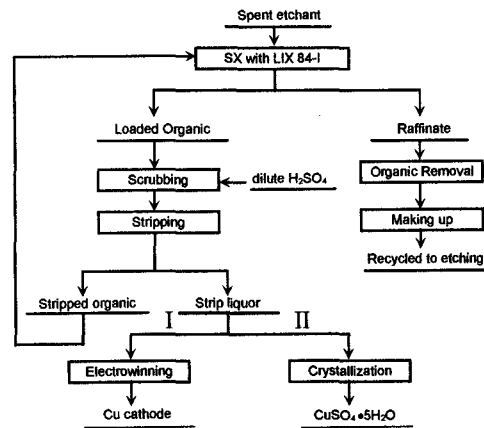 Spent etchant
SX with LIX 84-I
Loaded Organic
Raffinate
Scrubbing
dilute H₂SO₄
Organic Removal
Stripping
Making up
Recycled to etching
Stripped organic
Strip liquor
I
II
Electrowinning
Crystallization
Cu cathode
CuSO₄•5H₂O